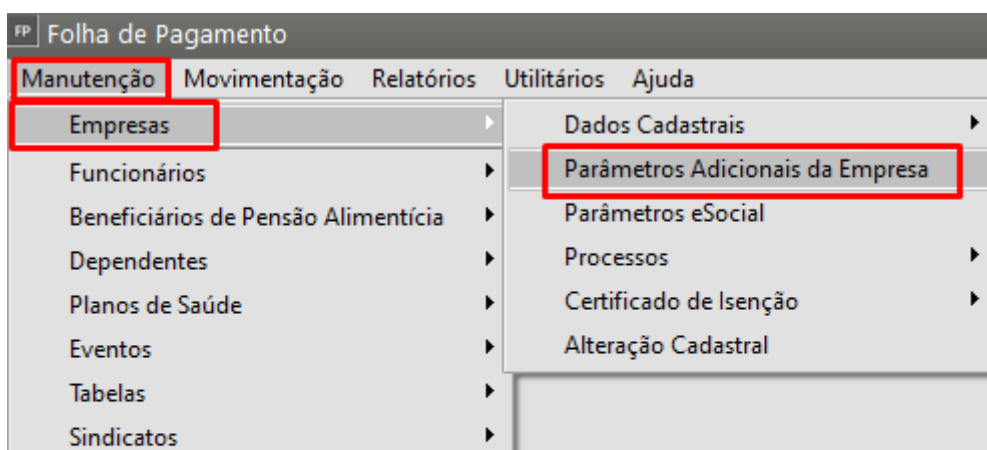 FP Folha de Pagamento
Manutenção Movimentação Relatórios Utilitários Ajuda
Empresas
Funcionários
Beneficiários de Pensão Alimentícia
Dependentes
Planos de Saúde
Eventos
Tabelas
Sindicatos
Dados Cadastrais
Parâmetros Adicionais da Empresa
Parâmetros eSocial
Processos
Certificado de Isenção
Alteração Cadastral